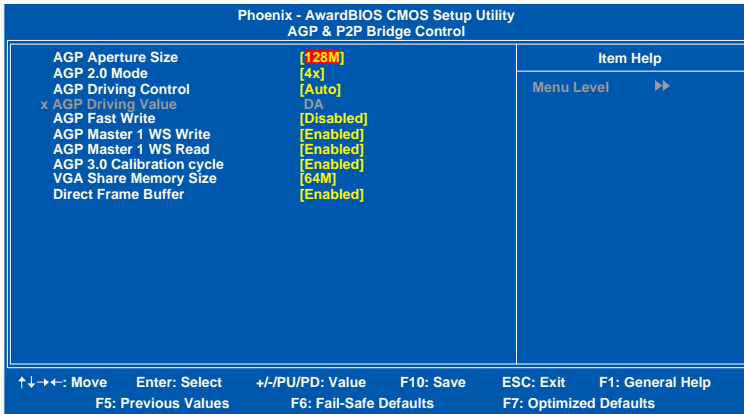 Phoenix - AwardBIOS CMOS Setup Utility
AGP & P2P Bridge Control
AGP Aperture Size [128M]
AGP 2.0 Mode [4x]
AGP Driving Control [Auto]
x AGP Driving Value DA
AGP Fast Write [Disabled]
AGP Master 1 WS Write [Enabled]
AGP Master 1 WS Read [Enabled]
AGP 3.0 Calibration cycle [Enabled]
VGA Share Memory Size [64M]
Direct Frame Buffer [Enabled]
Item Help
Menu Level ▶▶
↑↓→←: Move Enter: Select +/-/PU/PD: Value F10: Save ESC: Exit F1: General Help
F5: Previous Values F6: Fail-Safe Defaults F7: Optimized Defaults